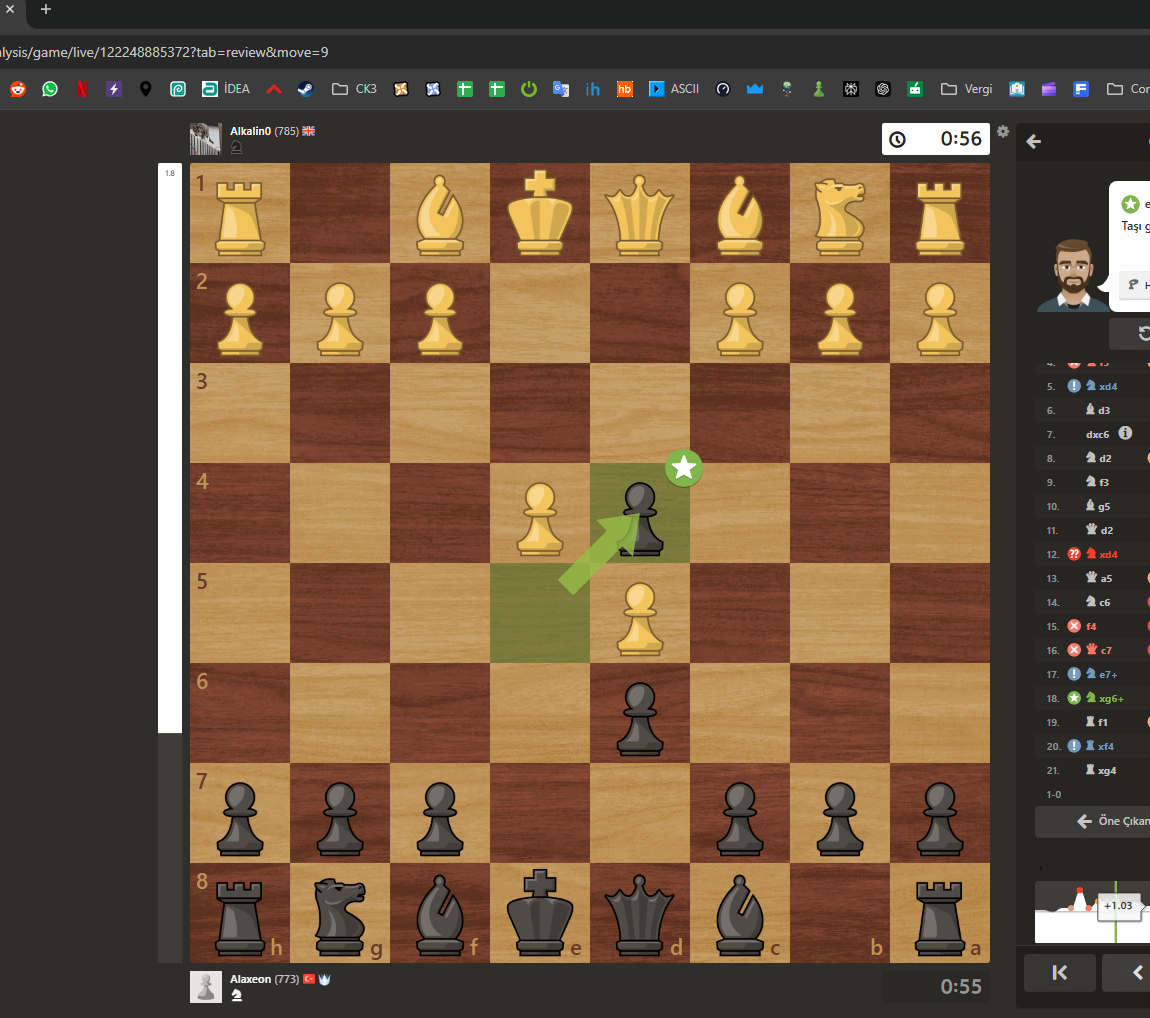 alysis/game/live/122248885372?tab=review&move=9
İDEA
CK3
ih
hb
ASCII
Vergi
F
Alkalin0 (785)
0:56
1.8
1
2
3
4
5
6
7
8
h
g
f
e
d
c
b
a
Alaxeon (773)
0:55
e
Taşı g
H
5. ! xd4
6. d3
7. dxc6 i
8. d2
9. f3
10. g5
11. d2
12. ?? xd4
13. a5
14. c6
15. f4
16. c7
17. ! e7+
18. xg6+
19. f1
20. ! xf4
21. xg4
1-0
Öne Çıkan
+1.03